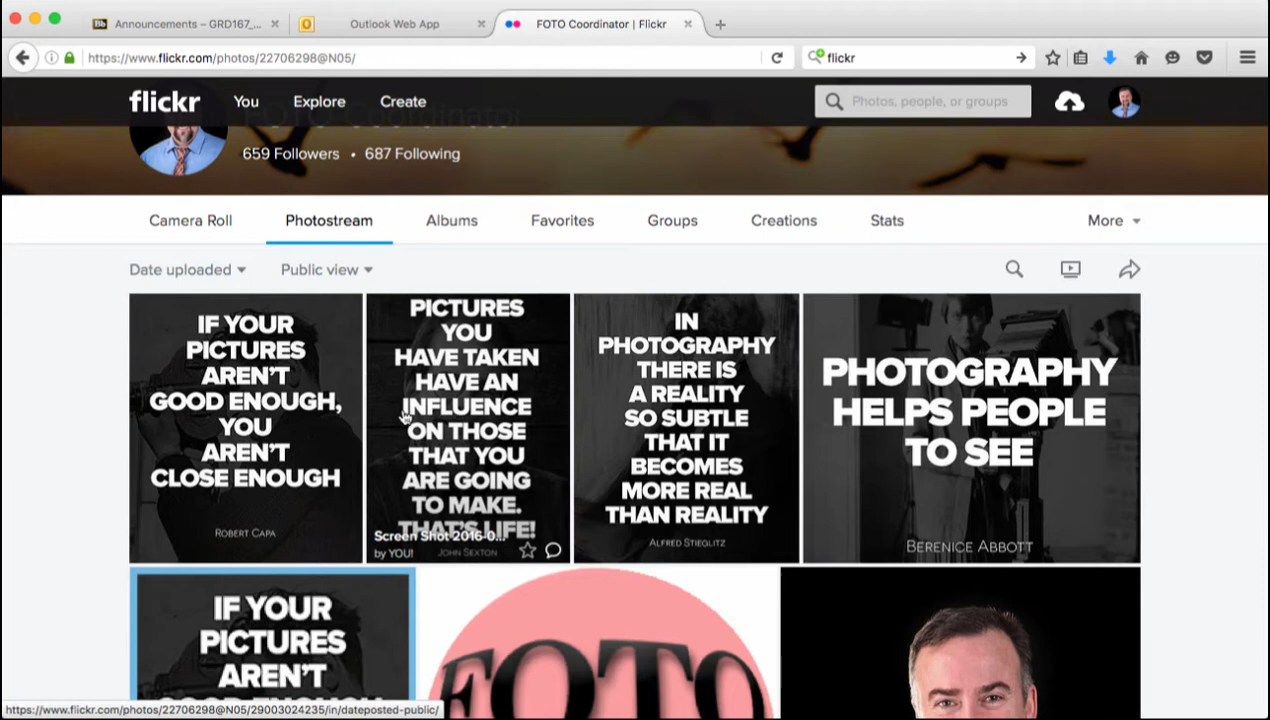 Announcements – GRD167_...
Outlook Web App
FOTO Coordinator | Flickr
https://www.flickr.com/photos/22706298@N05/
flickr
flickr
You
Explore
Create
Photos, people, or groups
FOTO Coordinator
659 Followers • 687 Following
Camera Roll
Photostream
Albums
Favorites
Groups
Creations
Stats
More
Date uploaded
Public view
IF YOUR
PICTURES
AREN'T
GOOD ENOUGH,
YOU
AREN'T
CLOSE ENOUGH
ROBERT CAPA
PICTURES
YOU
HAVE TAKEN
HAVE AN
INFLUENCE
ON THOSE
THAT YOU
ARE GOING
TO MAKE.
THAT'S LIFE!
Screen Shot 2016-0...
by YOU!
JOHN SEXTON
IN
PHOTOGRAPHY
THERE IS
A REALITY
SO SUBTLE
THAT IT
BECOMES
MORE REAL
THAN REALITY
ALFRED STIEGLITZ
PHOTOGRAPHY
HELPS PEOPLE
TO SEE
BERENICE ABBOTT
IF YOUR
PICTURES
AREN'T
GOOD ENOUGH
FOTO
https://www.flickr.com/photos/22706298@N05/29003024235/in/dateposted-public/